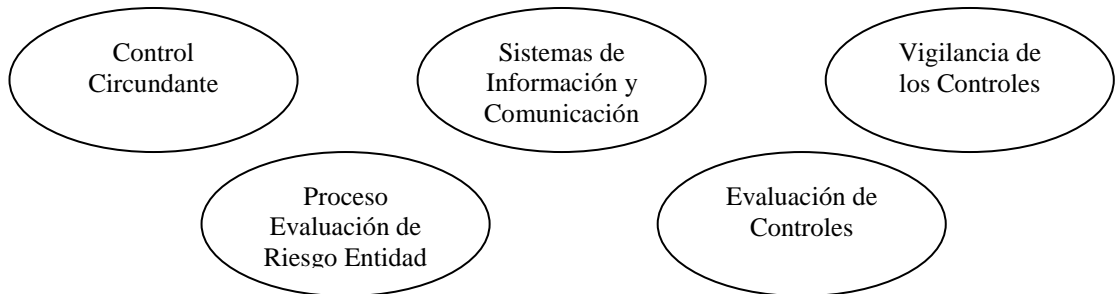 Control
Circundante
Sistemas de
Información y
Comunicación
Vigilancia de
los Controles
Proceso
Evaluación de
Riesgo Entidad
Evaluación de
Controles